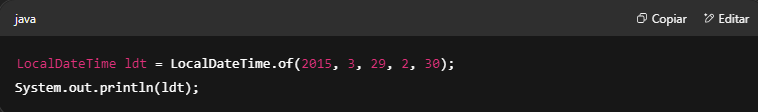 java Copiar Editar
LocalDateTime ldt = LocalDateTime.of(2015, 3, 29, 2, 30);
System.out.println(ldt);